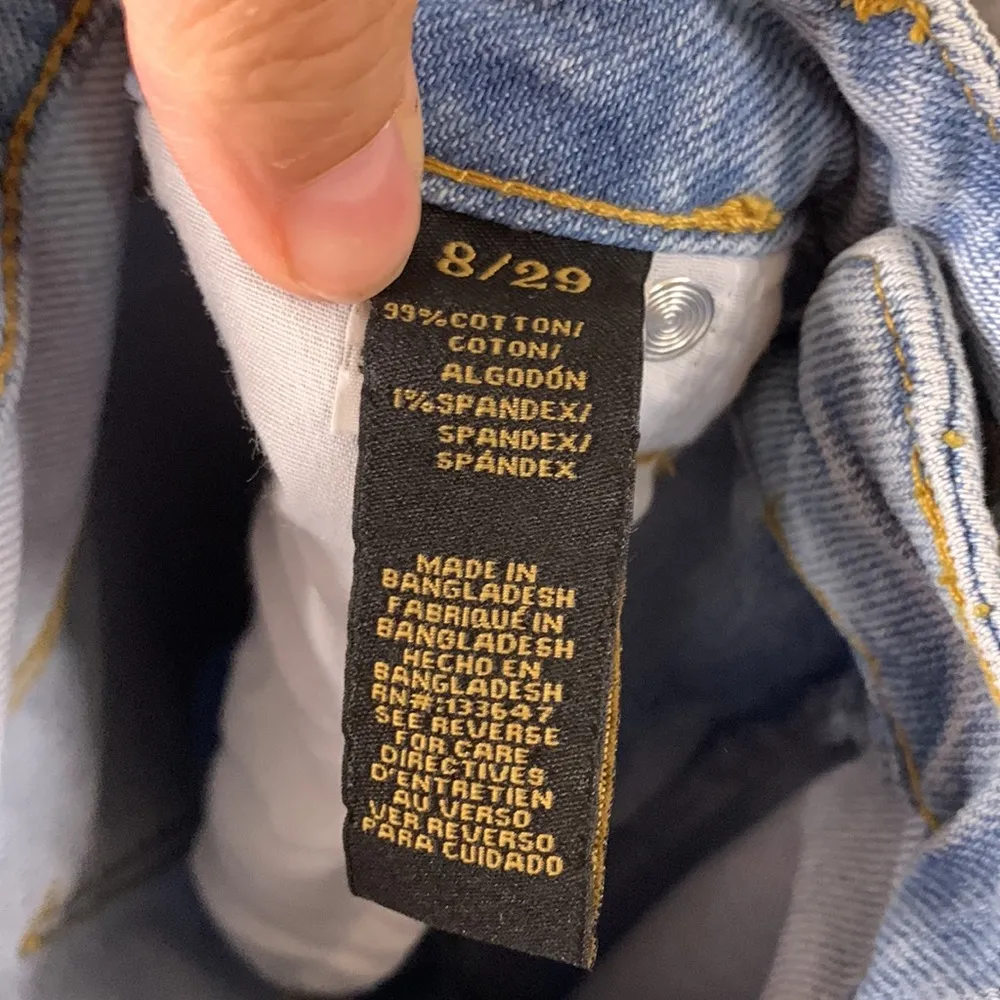 8/29
99%COTTON/
COTON/
ALGODÓN
1%SPANDEX/
SPANDEX/
SPÁNDEX
MADE IN
BANGLADESH
FABRIQUÉ IN
BANGLADESH
HECHO EN
BANGLADESH
RN#:133647
SEE REVERSE
FOR CARE
DIRECTIVES
D'ENTRETIEN
AU VERSO
VER REVERSO
PARA CUIDADO